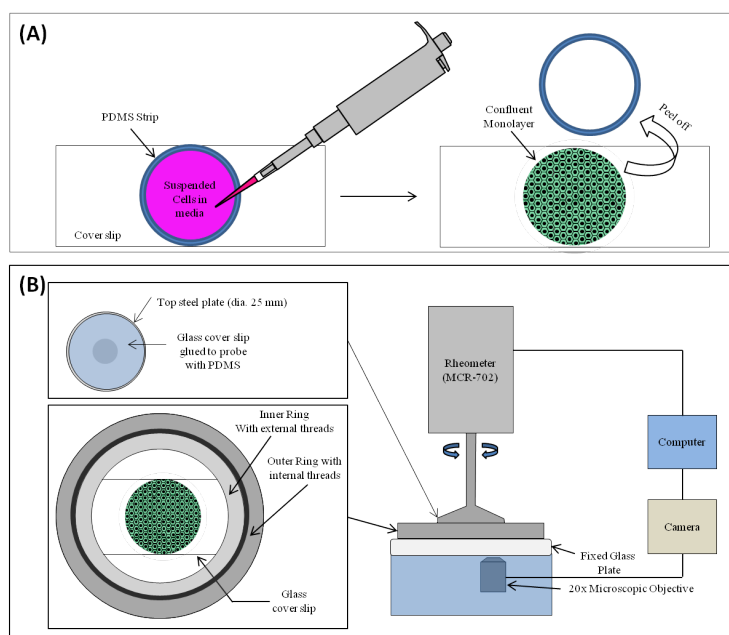 (A)
PDMS Strip
Suspended
Cells in
media
Cover slip
Confluent
Monolayer
Peel off
(B)
Top steel plate (dia. 25 mm)
Glass cover slip
glued to probe
with PDMS
Inner Ring
With external threads
Outer Ring with
internal threads
Glass
cover slip
Rheometer
(MCR-702)
Computer
Camera
Fixed Glass
Plate
20x Microscopic Objective